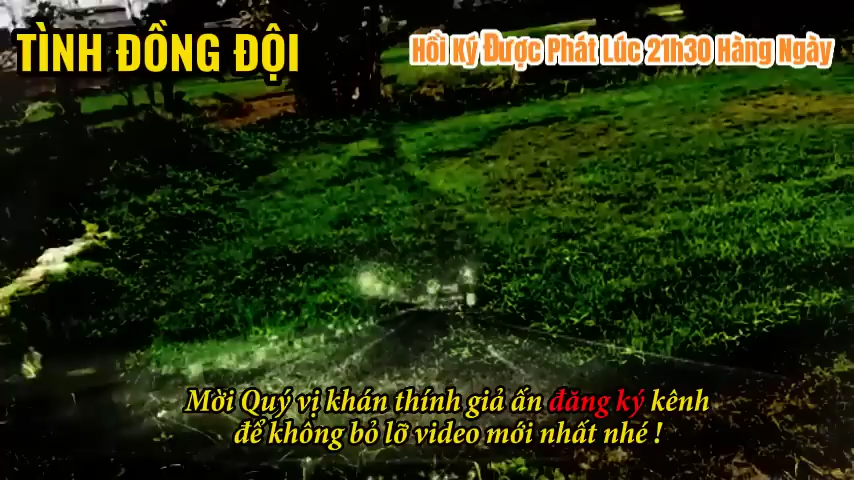 TÌNH ĐỒNG ĐỘI
Hồi Ký Được Phát Lúc 21h30 Hàng Ngày
Mời Quý vị khán thính giả ấn đăng ký kênh
để không bỏ lỡ video mới nhất nhé !